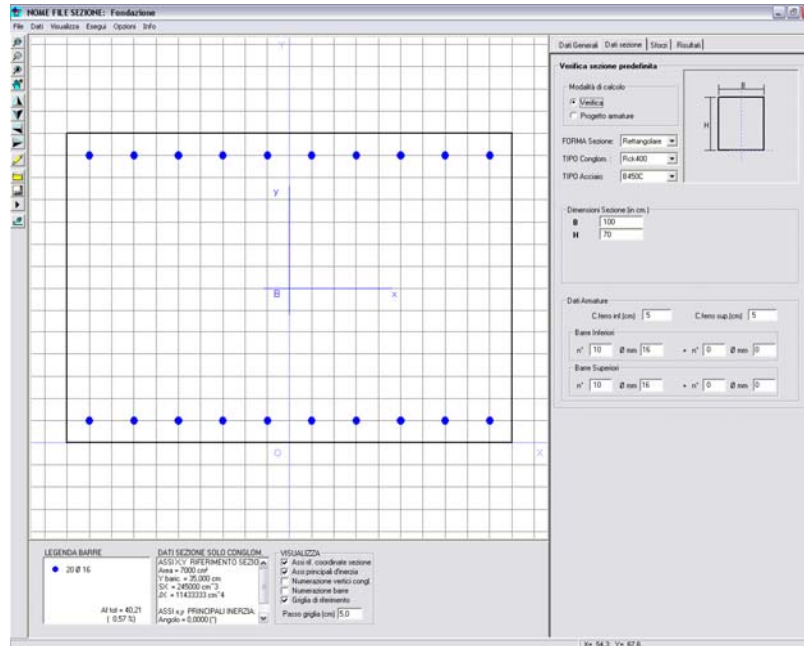 NOME FILE SEZIONE: Fondazione
File Dati Visualizza Esegui Opzioni Info
Y
y
B x
O X
Dati Generali Dati sezione Sforzi Risultati
Verifica sezione predefinita
Modalità di calcolo
Verifica
Progetto armature
B
H
FORMA Sezione: Rettangolare
TIPO Conglom. : Rck400
TIPO Acciaio: B450C
Dimensioni Sezione (in cm.)
B 100
H 70
Dati Armature
C.ferro inf.(cm) 5 C.ferro sup.(cm) 5
Barre Inferiori
n° 10 Ø mm 16 + n° 0 Ø mm 0
Barre Superiori
n° 10 Ø mm 16 + n° 0 Ø mm 0
LEGENDA BARRE
20 Ø 16
Af tot = 40,21
( 0,57 %)
DATI SEZIONE SOLO CONGLOM.
ASSI X,Y RIFERIMENTO SEZIO
Area = 7000 cm²
Y baric. = 35,000 cm
SX = 245000 cm^3
JX = 11433333 cm^4
ASSI x,y PRINCIPALI INERZIA:
Angolo = 0,0000 (°)
VISUALIZZA
Assi rif. coordinate sezione
Assi principali d'inerzia
Numerazione vertici congl.
Numerazione barre
Griglia di riferimento
Passo griglia (cm) 5,0
X= 54,3 Y= 67,6